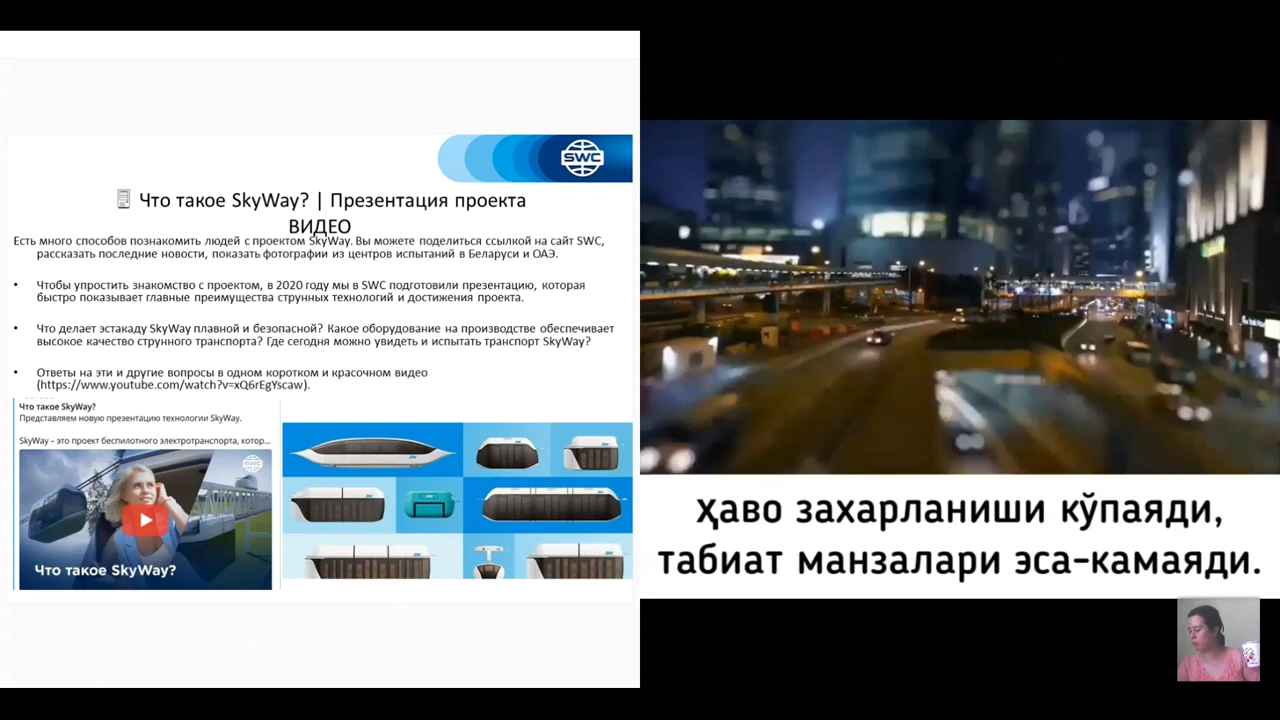 SWC
Что такое SkyWay? | Презентация проекта
ВИДЕО
Есть много способов познакомить людей с проектом SkyWay. Вы можете поделиться ссылкой на сайт SWC,
рассказать последние новости, показать фотографии из центров испытаний в Беларуси и ОАЭ.
• Чтобы упростить знакомство с проектом, в 2020 году мы в SWC подготовили презентацию, которая
быстро показывает главные преимущества струнных технологий и достижения проекта.
• Что делает эстакаду SkyWay плавной и безопасной? Какое оборудование на производстве обеспечивает
высокое качество струнного транспорта? Где сегодня можно увидеть и испытать транспорт SkyWay?
• Ответы на эти и другие вопросы в одном коротком и красочном видео
(https://www.youtube.com/watch?v=xQ6rEgYscaw).
Что такое SkyWay?
Представляем новую презентацию технологии SkyWay.
SkyWay – это проект беспилотного электротранспорта, котор...
SWC
Что такое SkyWay?
ҳаво захарланиши кўпаяди,
табиат манзалари эса-камаяди.